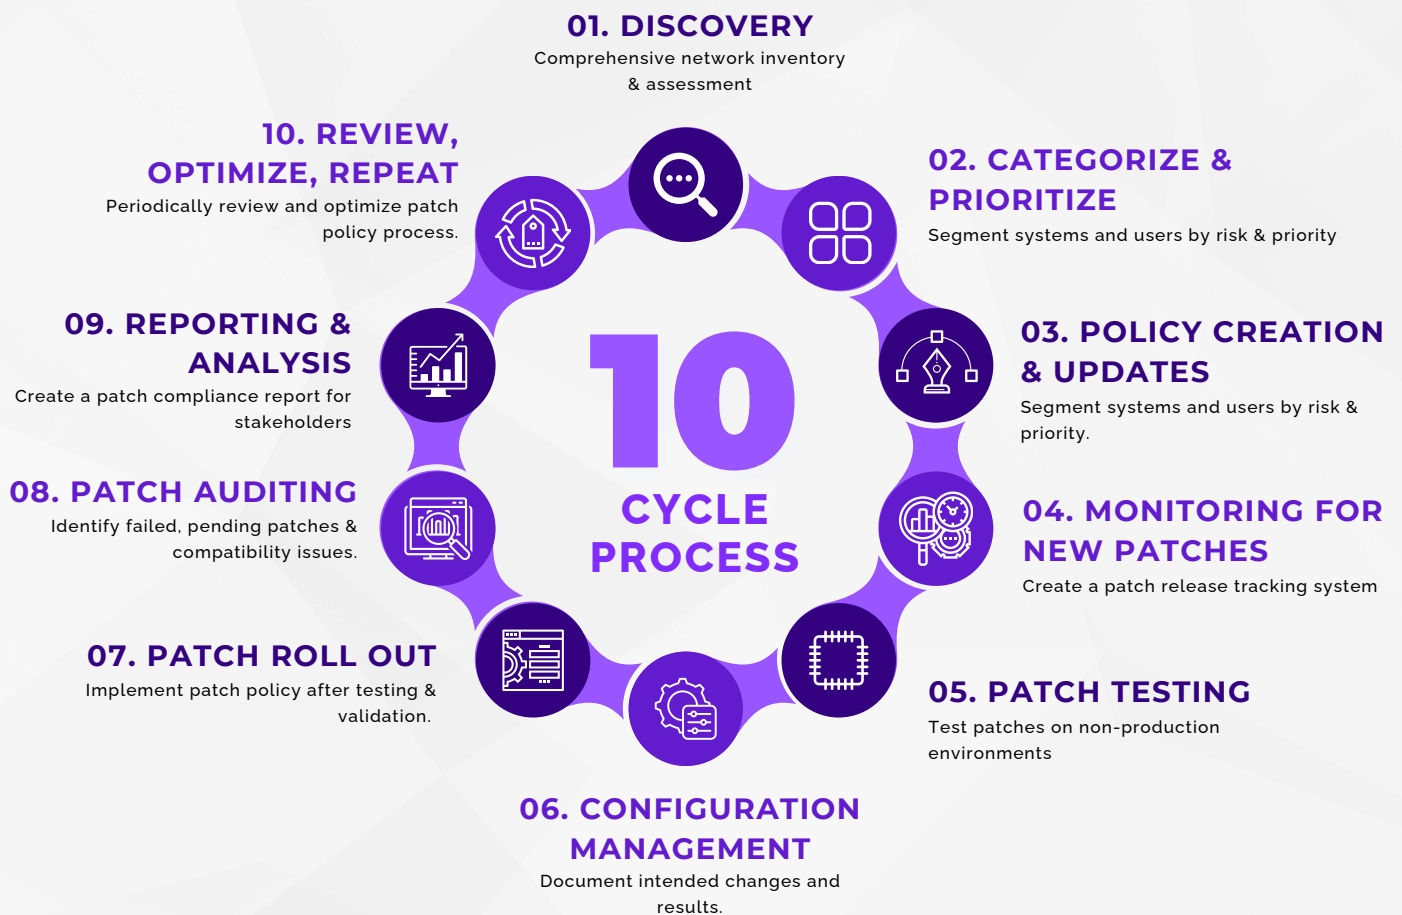 01. DISCOVERY
Comprehensive network inventory
& assessment
02. CATEGORIZE &
PRIORITIZE
Segment systems and users by risk & priority
03. POLICY CREATION
& UPDATES
Segment systems and users by risk &
priority.
04. MONITORING FOR
NEW PATCHES
Create a patch release tracking system
05. PATCH TESTING
Test patches on non-production
environments
06. CONFIGURATION
MANAGEMENT
Document intended changes and
results.
07. PATCH ROLL OUT
Implement patch policy after testing &
validation.
08. PATCH AUDITING
Identify failed, pending patches &
compatibility issues.
09. REPORTING &
ANALYSIS
Create a patch compliance report for
stakeholders
10. REVIEW,
OPTIMIZE, REPEAT
Periodically review and optimize patch
policy process.
10
CYCLE
PROCESS